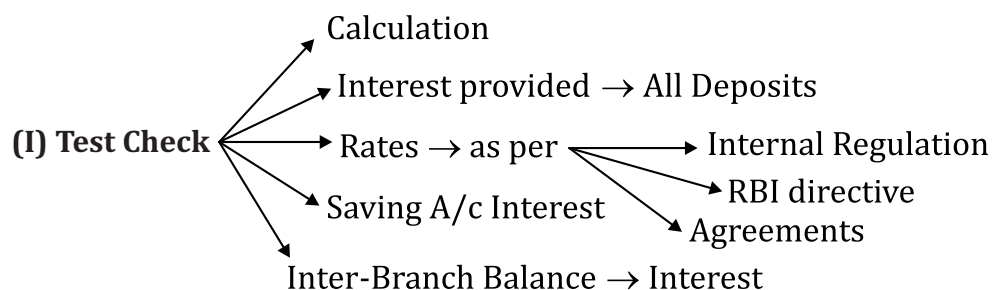 Calculation
Interest provided → All Deposits
(I) Test Check
Rates → as per
Internal Regulation
RBI directive
Agreements
Saving A/c Interest
Inter-Branch Balance → Interest